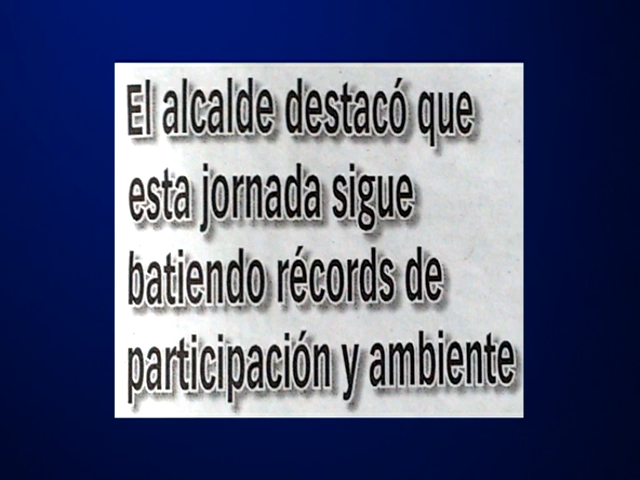 El alcalde destacó que
esta jornada sigue
batiendo récords de
participación y ambiente